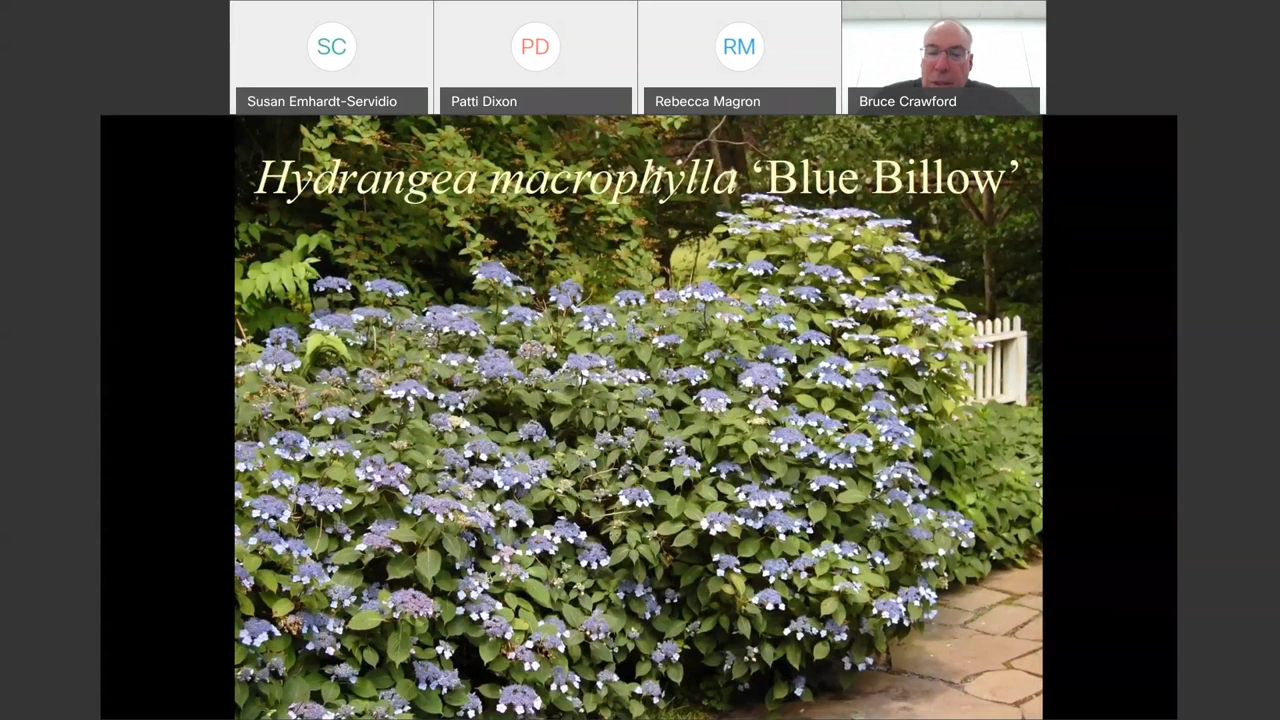 SC
PD
RM
Susan Emhardt-Servidio
Patti Dixon
Rebecca Magron
Bruce Crawford
Hydrangea macrophylla ‘Blue Billow’